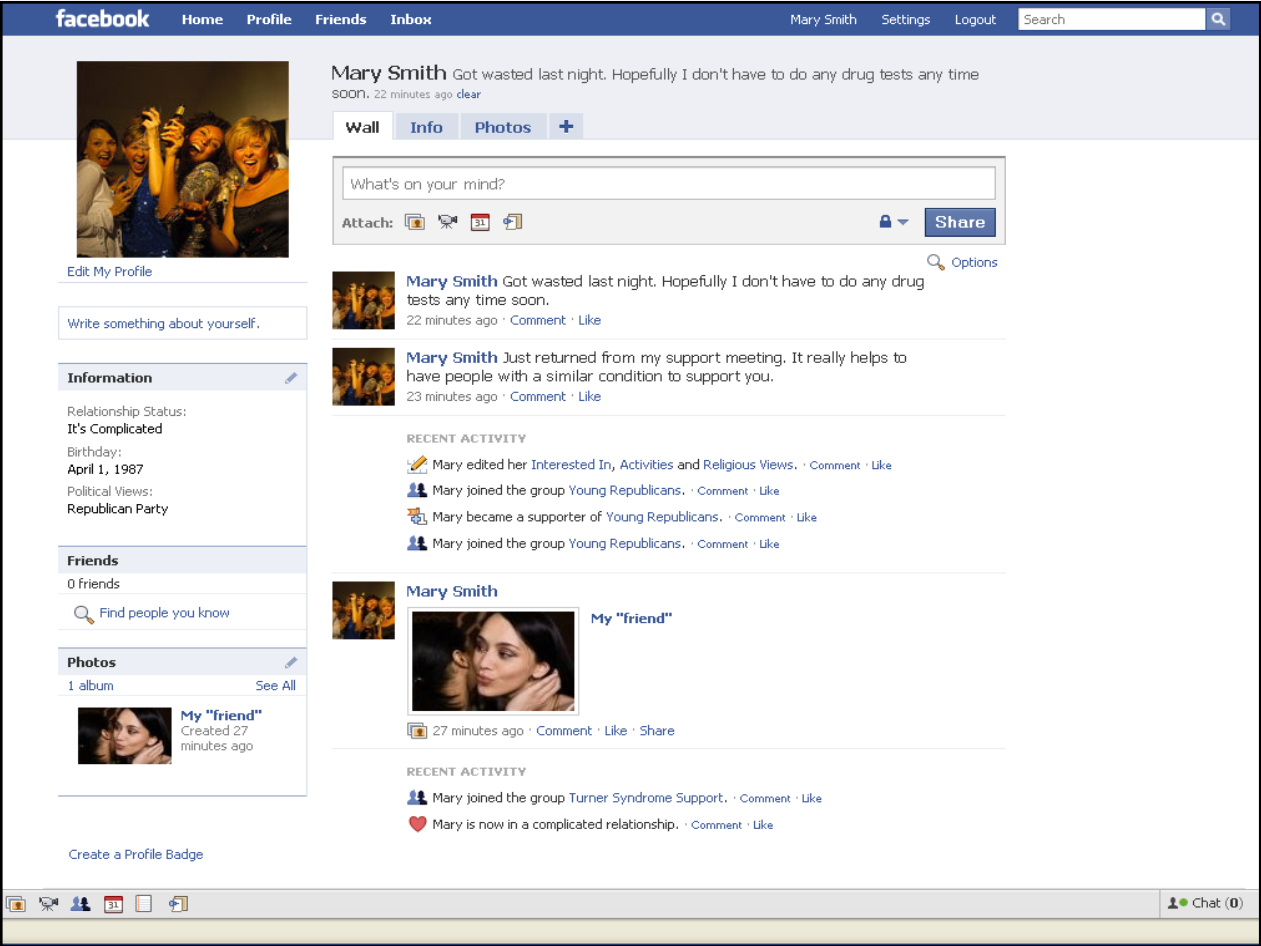 facebook Home Profile Friends Inbox Mary Smith Settings Logout Search
Mary Smith Got wasted last night. Hopefully I don't have to do any drug tests any time
soon. 22 minutes ago clear
Wall Info Photos +
What's on your mind?
Attach: 31 Share
Options
Edit My Profile
Write something about yourself.
Information
Relationship Status:
It's Complicated
Birthday:
April 1, 1987
Political Views:
Republican Party
Friends
0 friends
Find people you know
Photos
1 album See All
My "friend"
Created 27
minutes ago
Create a Profile Badge
Mary Smith Got wasted last night. Hopefully I don't have to do any drug
tests any time soon.
22 minutes ago · Comment · Like
Mary Smith Just returned from my support meeting. It really helps to
have people with a similar condition to support you.
23 minutes ago · Comment · Like
RECENT ACTIVITY
Mary edited her Interested In, Activities and Religious Views. · Comment · Like
Mary joined the group Young Republicans. · Comment · Like
Mary became a supporter of Young Republicans. · Comment · Like
Mary joined the group Young Republicans. · Comment · Like
Mary Smith
My "friend"
27 minutes ago · Comment · Like · Share
RECENT ACTIVITY
Mary joined the group Turner Syndrome Support. · Comment · Like
Mary is now in a complicated relationship. · Comment · Like
31 Chat (0)